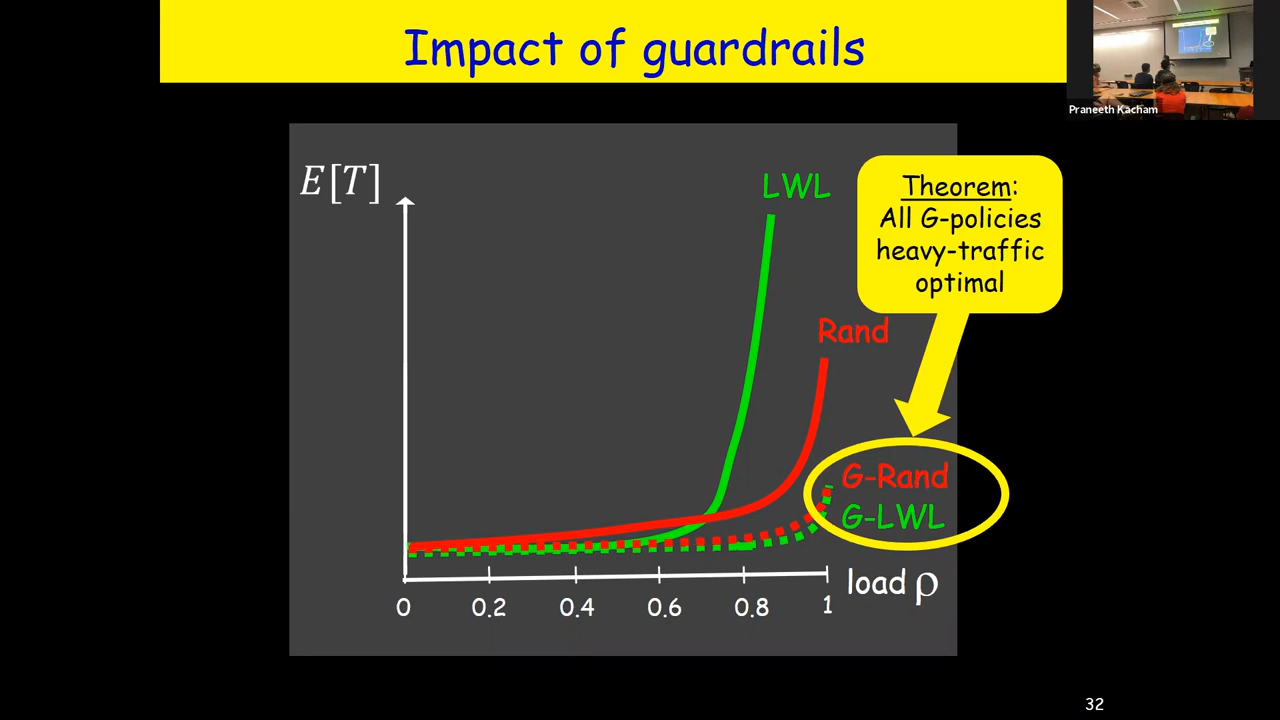 Impact of guardrails
Praneeth Kacham
E[T]
LWL
Theorem:
All G-policies
heavy-traffic
optimal
Rand
G-Rand
G-LWL
load ρ
0 0.2 0.4 0.6 0.8 1
32